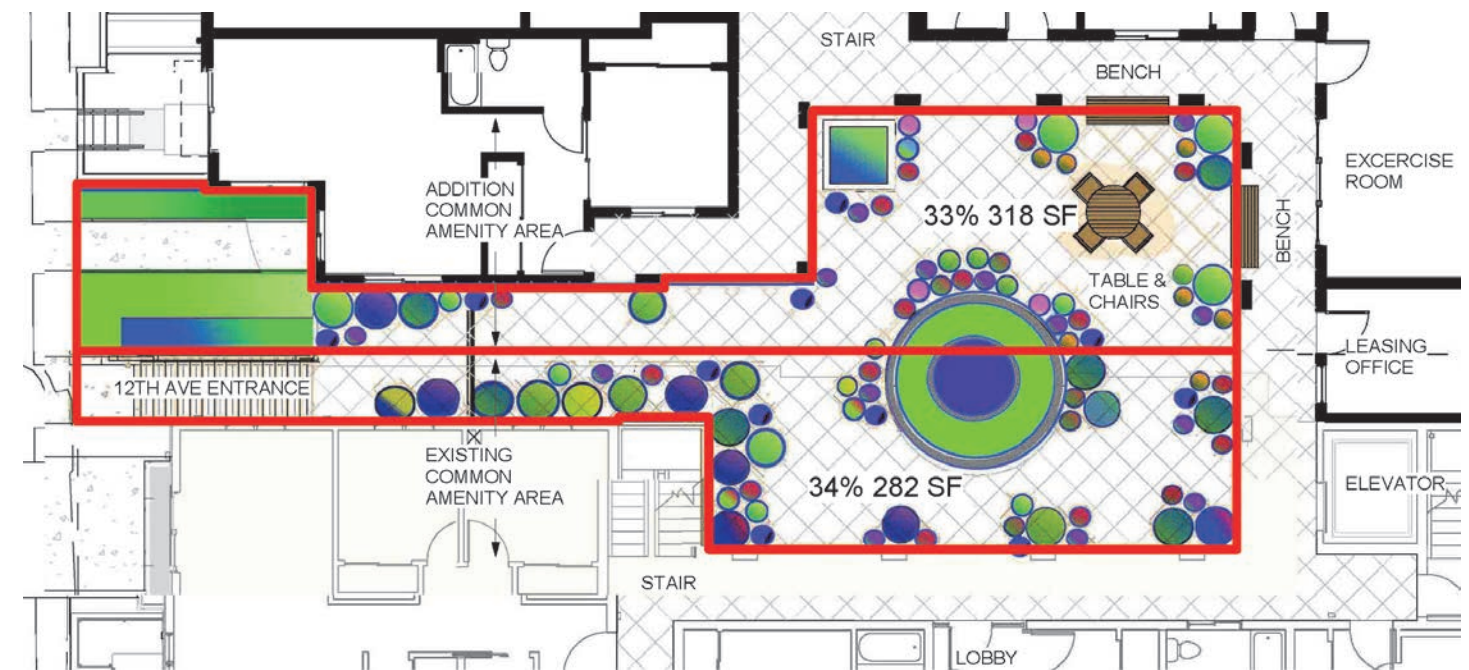 STAIR
BENCH
EXCERCISE
ROOM
ADDITION
COMMON
AMENITY AREA
33% 318 SF
BENCH
TABLE &
CHAIRS
LEASING
OFFICE
12TH AVE ENTRANCE
X
EXISTING
COMMON
AMENITY AREA
34% 282 SF
ELEVATOR
STAIR
LOBBY